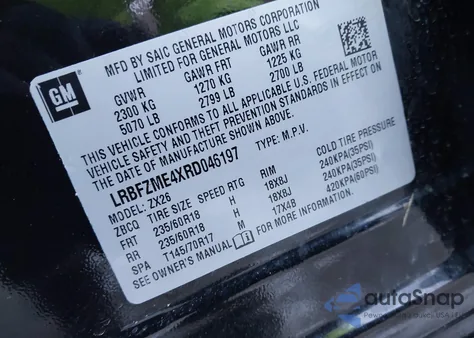 GM
MFD BY SAIC GENERAL MOTORS CORPORATION
LIMITED FOR GENERAL MOTORS LLC
GVWR GAWR FRT GAWR RR
2300 KG 1270 KG 1225 KG
5070 LB 2799 LB 2700 LB
THIS VEHICLE CONFORMS TO ALL APPLICABLE U.S. FEDERAL MOTOR
VEHICLE SAFETY AND THEFT PREVENTION STANDARDS IN EFFECT ON
THE DATE OF MANUFACTURE SHOWN ABOVE.
LRBFZME4XRD046197 TYPE: M.P.V.
MODEL: ZX26
ZBCQ TIRE SIZE SPEED RTG RIM COLD TIRE PRESSURE
FRT 235/60R18 H 18X8J 240KPA(35PSI)
RR 235/60R18 H 18X8J 240KPA(35PSI)
SPA T145/70R17 M 17X4B 420KPA(60PSI)
SEE OWNER'S MANUAL FOR MORE INFORMATION.
autoSnap